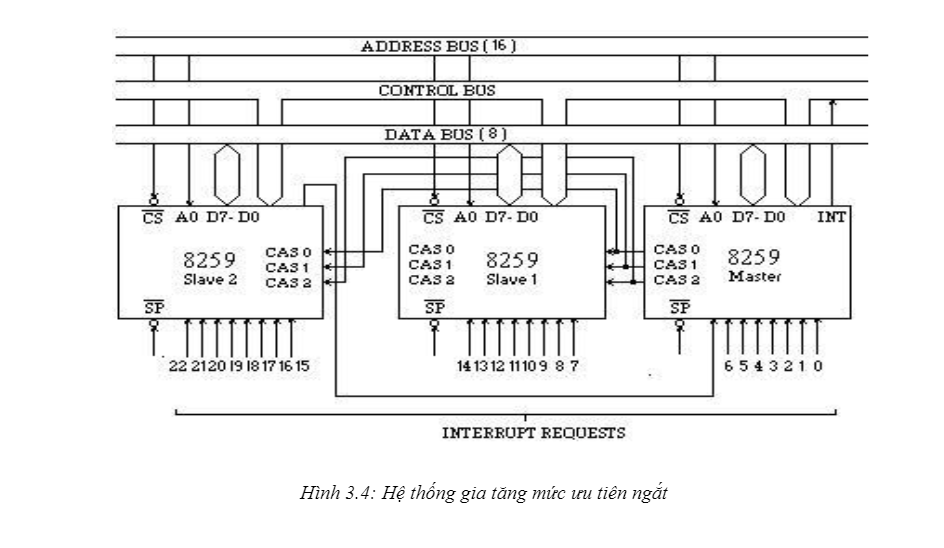 ADDRESS BUS ( 16 )
CONTROL BUS
DATA BUS ( 8 )
CS A0 D7- D0
CS A0 D7- D0
CS A0 D7- D0 INT
8259
Slave 2
CAS 0
CAS 1
CAS 2
SP
CAS 0
CAS 1
CAS 2
8259
Slave 1
SP
CAS 0
CAS 1
CAS 2
8259
Master
SP
22 21 20 19 18 17 16 15
14 13 12 11 10 9 8 7
6 5 4 3 2 1 0
INTERRUPT REQUESTS
Hình 3.4: Hệ thống gia tăng mức ưu tiên ngắt